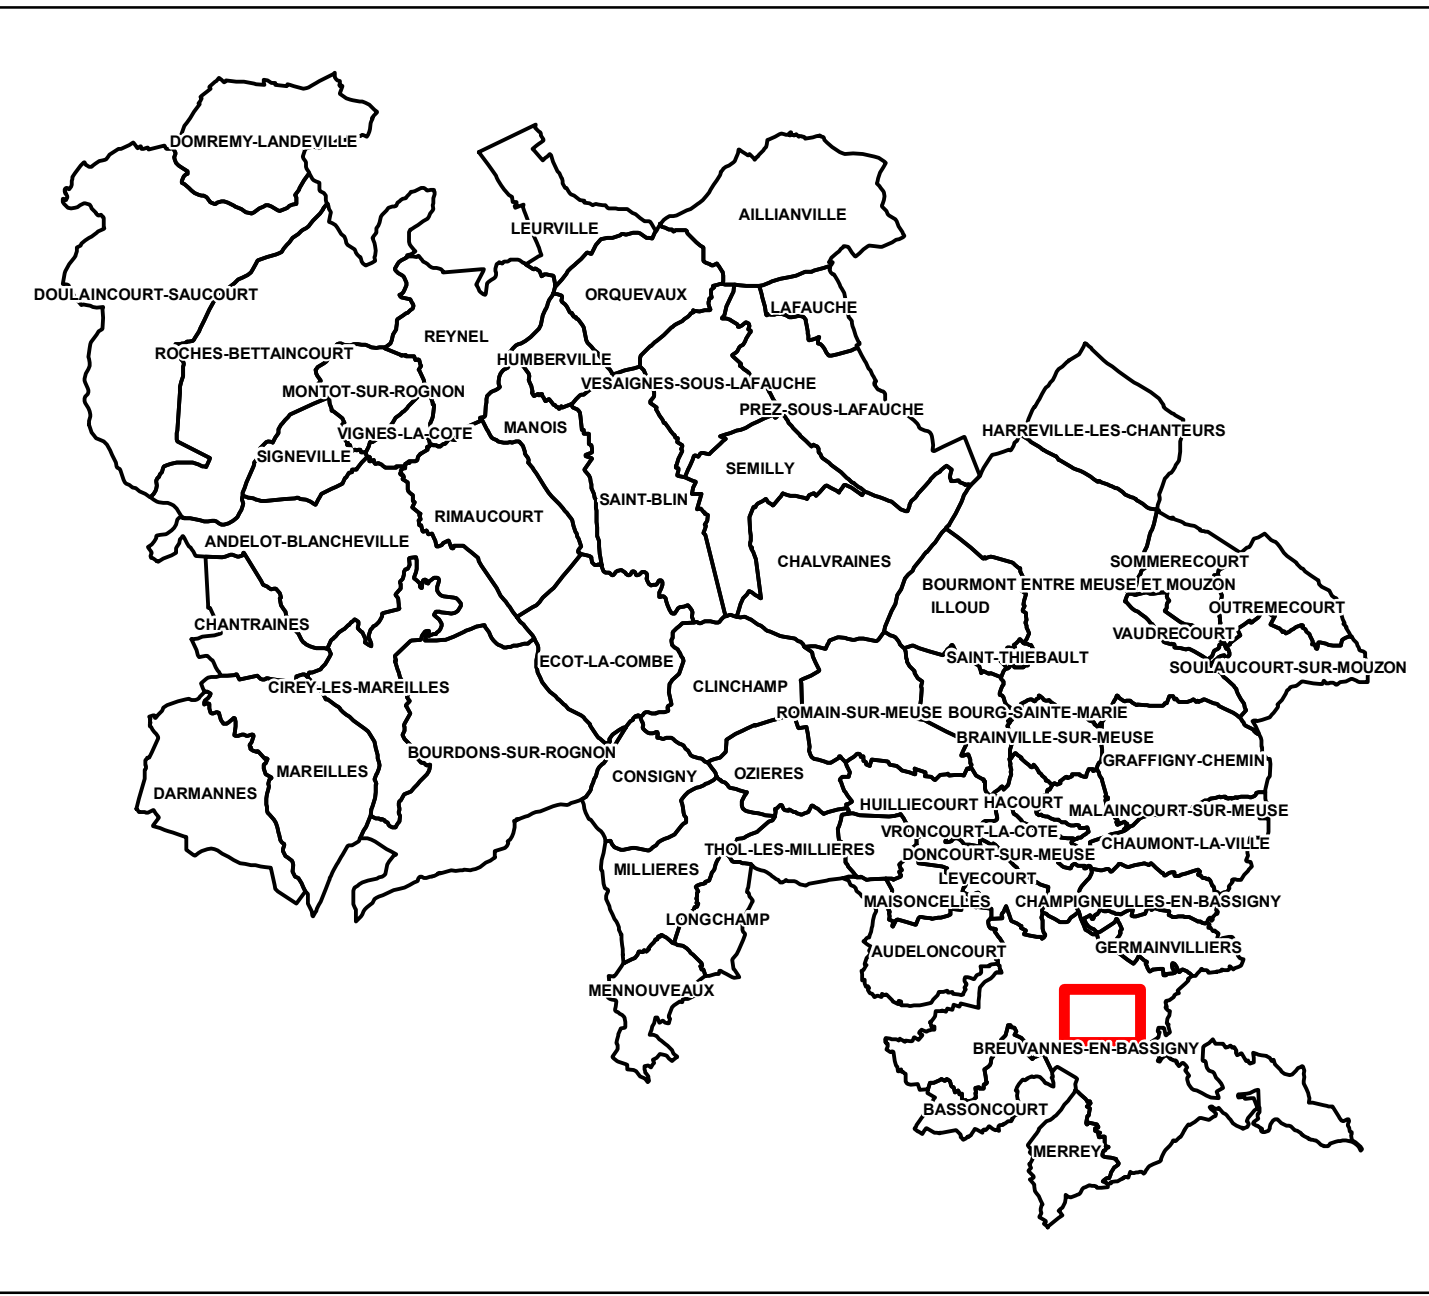 DOMREMY-LANDEVILLE
AILLIANVILLE
LEURVILLE
DOULAINCOURT-SAUCOURT
ORQUEVAUX
LAFAUCHE
REYNEL
ROCHES-BETTAINCOURT
HUMBERVILLE
VESAIGNES-SOUS-LAFAUCHE
MONTOT-SUR-ROGNON
PREZ-SOUS-LAFAUCHE
MANOIS
HARREVILLE-LES-CHANTEURS
VIGNES-LA-COTE
SIGNEVILLE
SEMILLY
SAINT-BLIN
RIMAUCOURT
ANDELOT-BLANCHEVILLE
CHALVRAINES
SOMMERECOURT
BOURMONT ENTRE MEUSE ET MOUZON
ILLOUD
OUTREMECOURT
CHANTRAINES
VAUDRECOURT
SAINT-THIEBAULT
ECOT-LA-COMBE
SOULAUCOURT-SUR-MOUZON
CIREY-LES-MAREILLES
CLINCHAMP
ROMAIN-SUR-MEUSE
BOURG-SAINTE-MARIE
BRAINVILLE-SUR-MEUSE
BOURDONS-SUR-ROGNON
GRAFFIGNY-CHEMIN
MAREILLES
CONSIGNY
OZIERES
DARMANNES
HUILLIECOURT
HACOURT
MALAINCOURT-SUR-MEUSE
VRONCOURT-LA-COTE
CHAUMONT-LA-VILLE
THOL-LES-MILLIERES
DONCOURT-SUR-MEUSE
MILLIERES
LEVECOURT
MAISONCELLES
CHAMPIGNEULLES-EN-BASSIGNY
LONGCHAMP
GERMAINVILLIERS
AUDELONCOURT
MENNOUVEAUX
BREUVANNES-EN-BASSIGNY
BASSONCOURT
MERREY